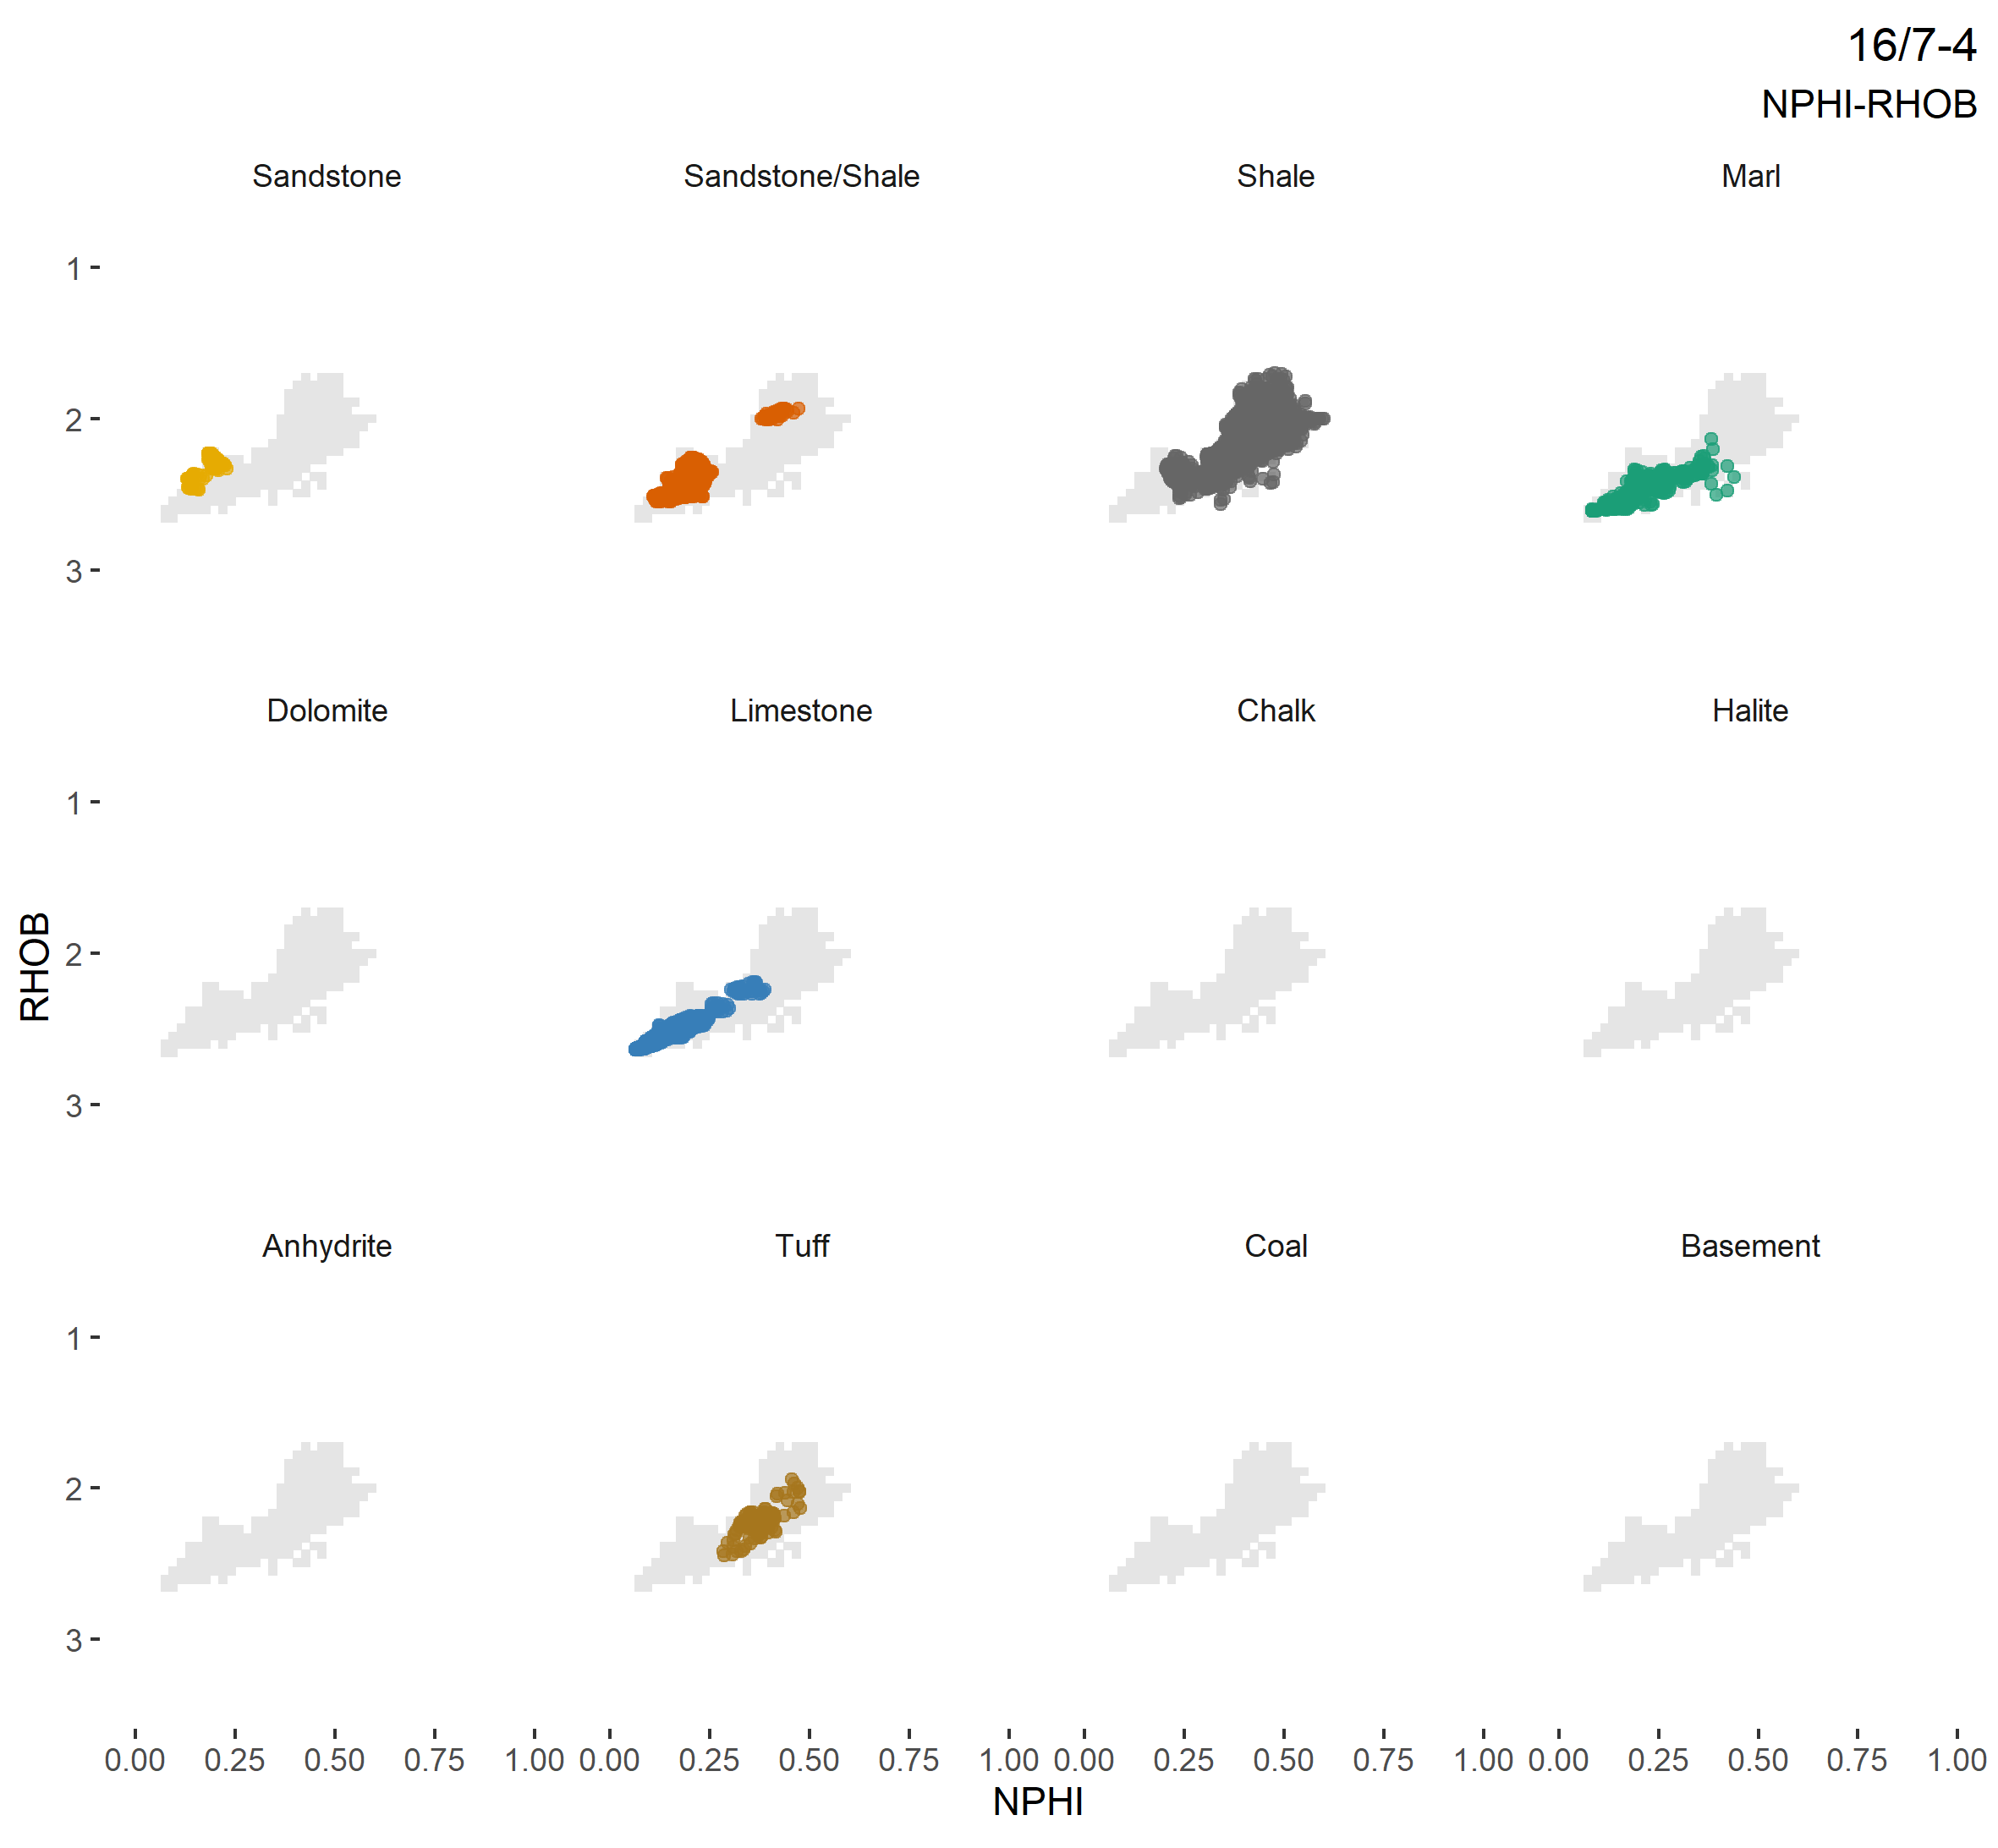 16/7-4
NPHI-RHOB
Sandstone Sandstone/Shale Shale Marl
1
2
3
Dolomite Limestone Chalk Halite
1
2
3
RHOB
Anhydrite Tuff Coal Basement
1
2
3
0.00 0.25 0.50 0.75 1.00 0.00 0.25 0.50 0.75 1.00 0.00 0.25 0.50 0.75 1.00 0.00 0.25 0.50 0.75 1.00
NPHI